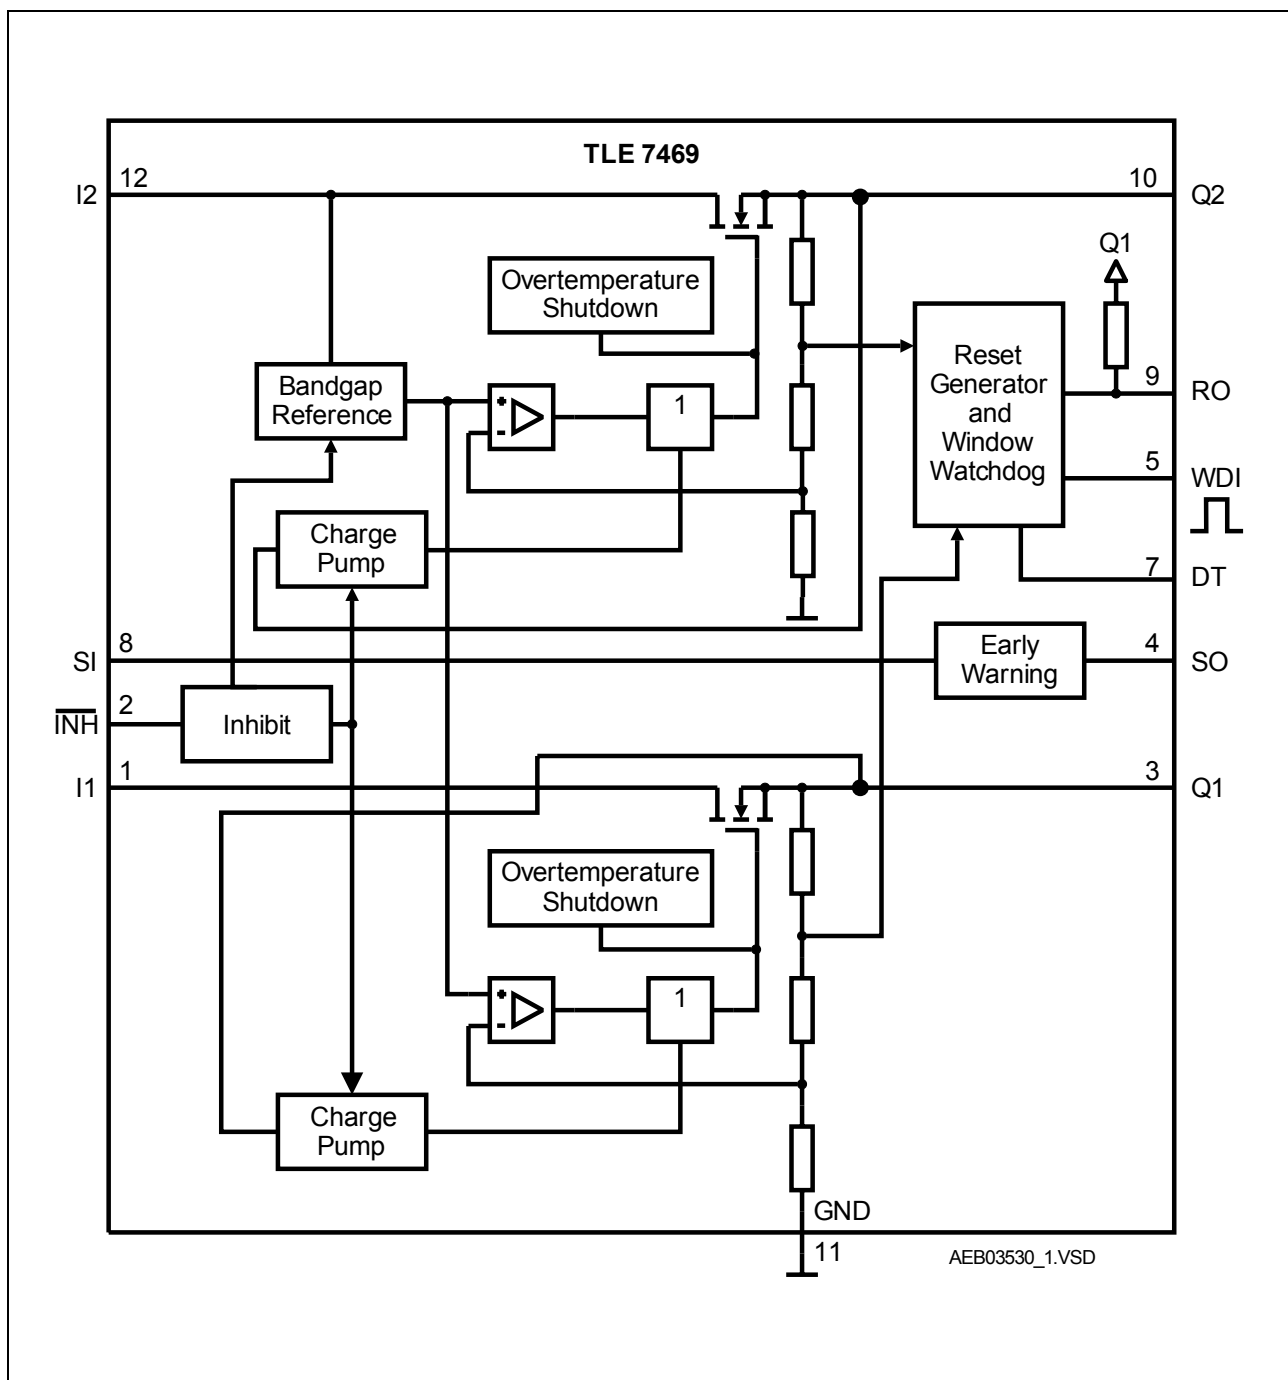 TLE 7469
I2
12
10
Q2
Q1
Overtemperature
Shutdown
Reset
Generator
and
Window
Watchdog
Bandgap
Reference
+
-
1
9
RO
5
WDI
Charge
Pump
7
DT
SI
8
Early
Warning
4
SO
INH
2
Inhibit
I1
1
3
Q1
Overtemperature
Shutdown
+
-
1
Charge
Pump
GND
11
AEB03530_1.VSD